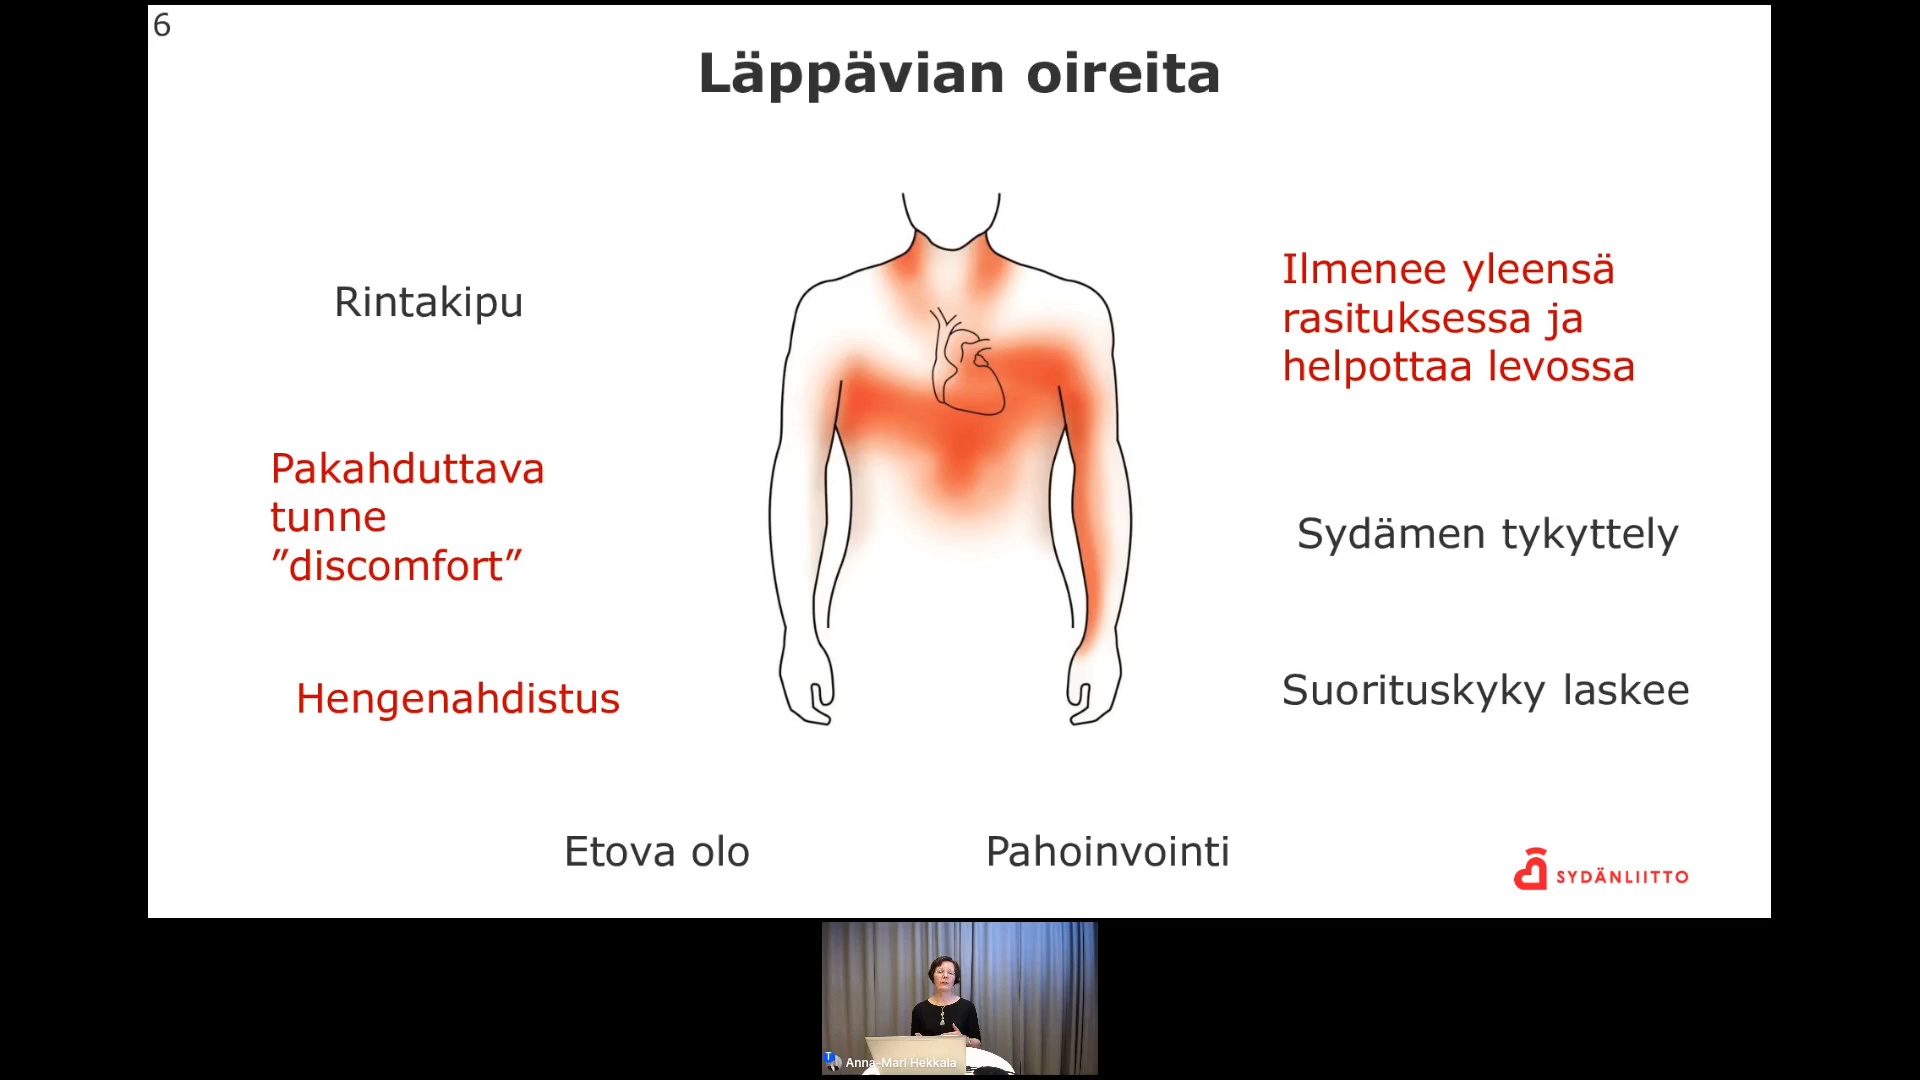 6
Läppävian oireita
Rintakipu
Pakahduttava
tunne
”discomfort”
Hengenahdistus
Ilmenee yleensä
rasituksessa ja
helpottaa levossa
Sydämen tykyttely
Suorituskyky laskee
Etova olo
Pahoinvointi
SYDÄNLIITTO
T
Anna-Mari Hekkala